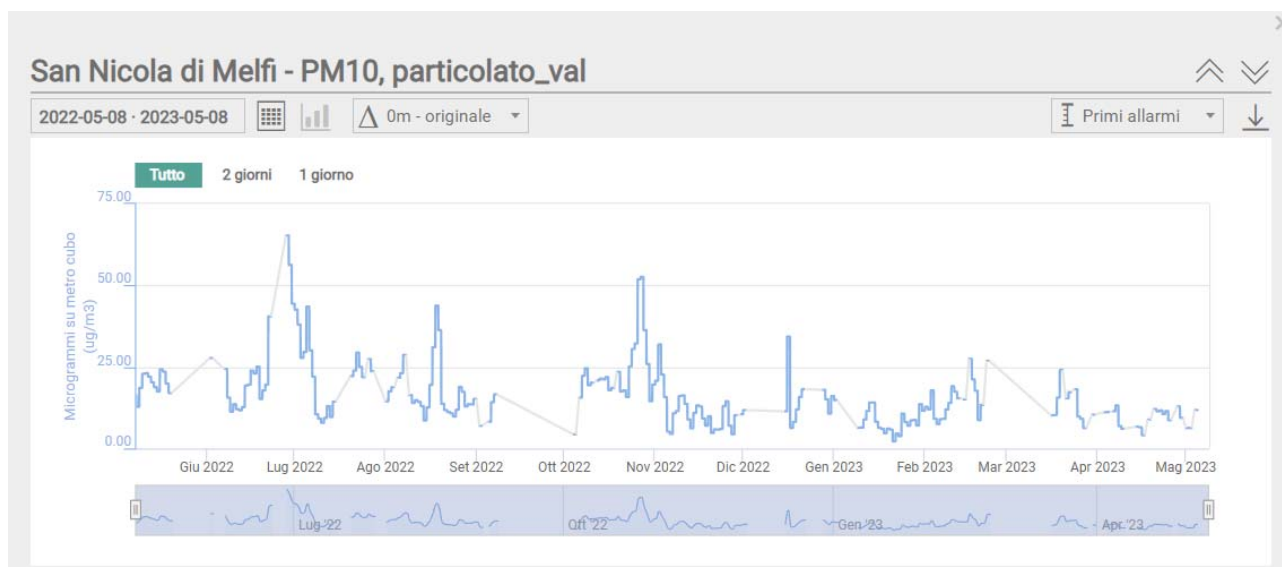 San Nicola di Melfi - PM10, particolato_val
2022-05-08 · 2023-05-08
0m - originale
Primi allarmi
Tutto 2 giorni 1 giorno
75.00
50.00
25.00
0.00
Microgrammi su metro cubo
(ug/m3)
Giu 2022 Lug 2022 Ago 2022 Set 2022 Ott 2022 Nov 2022 Dic 2022 Gen 2023 Feb 2023 Mar 2023 Apr 2023 Mag 2023
Lug '22 Ott '22 Gen '23 Apr '23